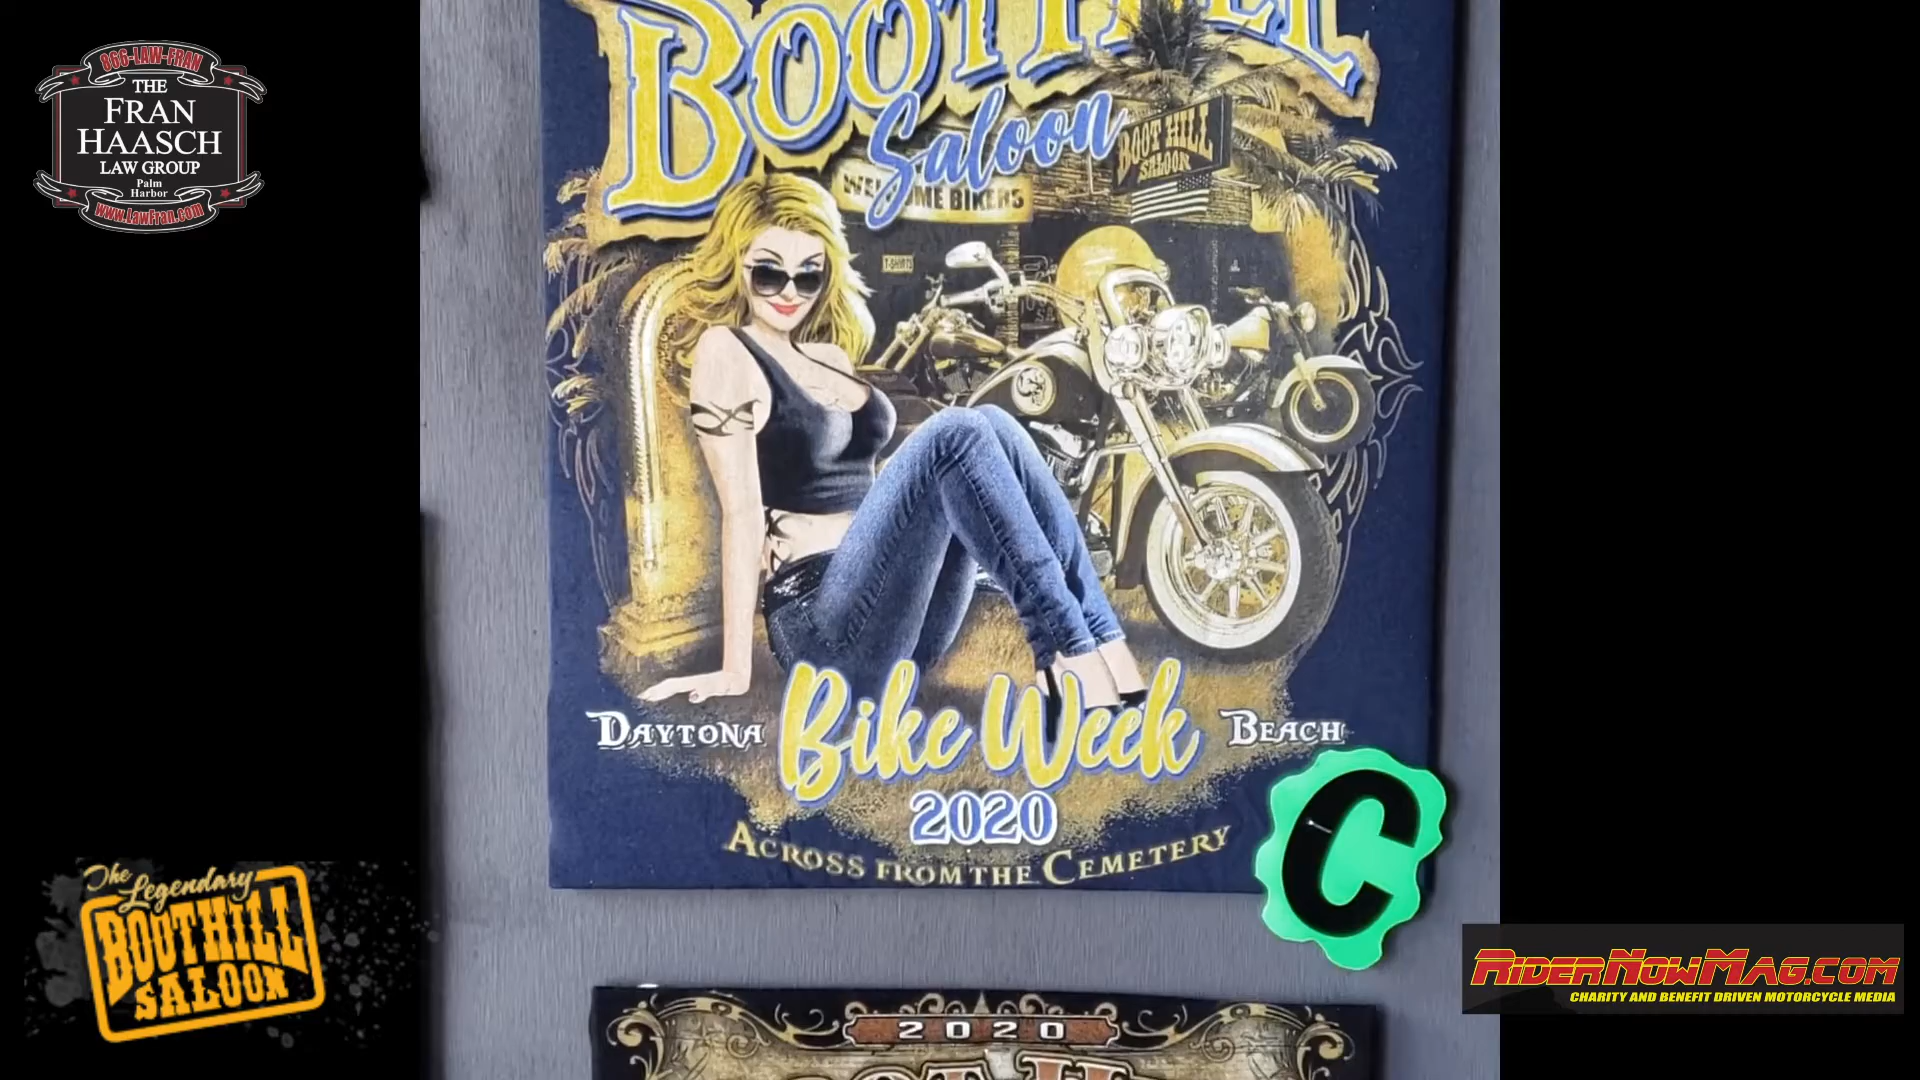 866-LAW-FRAN
THE
FRAN
HAASCH
LAW GROUP
Palm
Harbor
www.LawFran.com
BOOTHILL
Saloon
BOOT HILL
SALOON
BIKERS
T-SHIRTS
DAYTONA
Bike Week
BEACH
2020
ACROSS FROM THE CEMETERY
C
The
Legendary
BOOTHILL
SALOON
RIDERNOWMAG.COM
CHARITY AND BENEFIT DRIVEN MOTORCYCLE MEDIA
2020